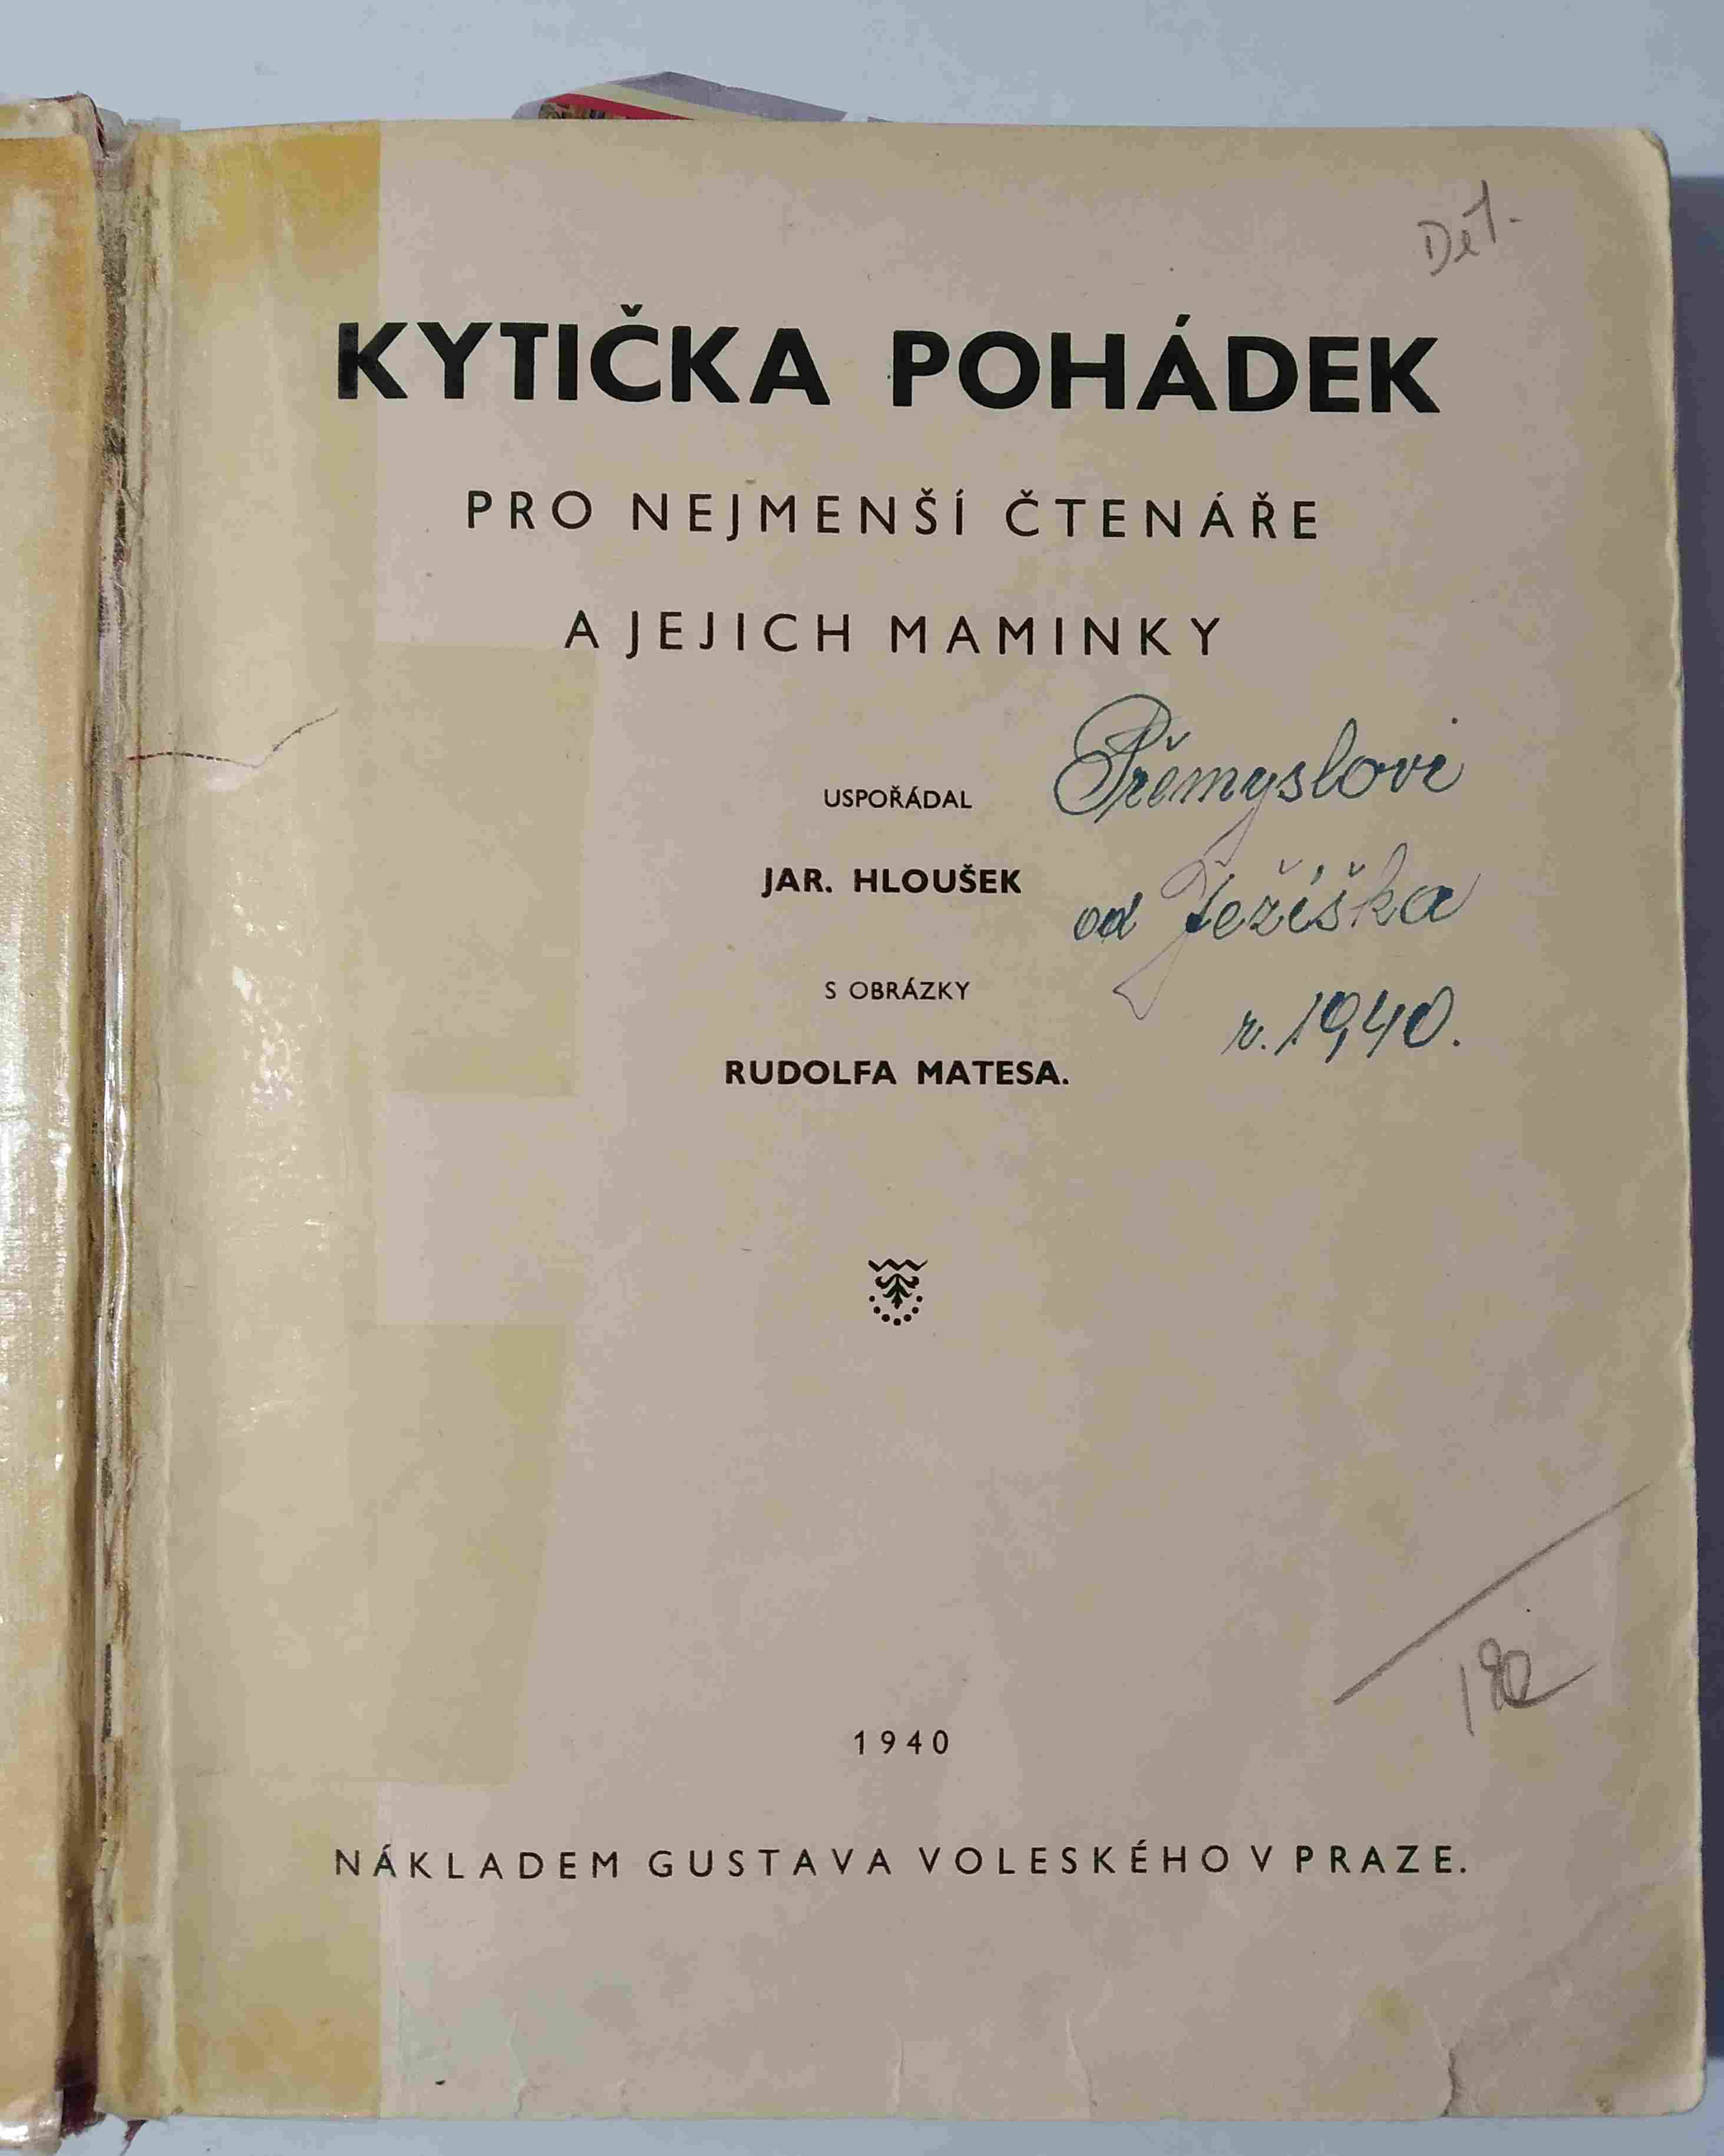 Dět.
KYTIČKA POHÁDEK
PRO NEJMENŠÍ ČTENÁŘE
A JEJICH MAMINKY
Přemyslovi
USPOŘÁDAL
JAR. HLOUŠEK
od Ježíška
S OBRÁZKY
r. 1940.
RUDOLFA MATESA.
1940
NÁKLADEM GUSTAVA VOLESKÉHO V PRAZE.